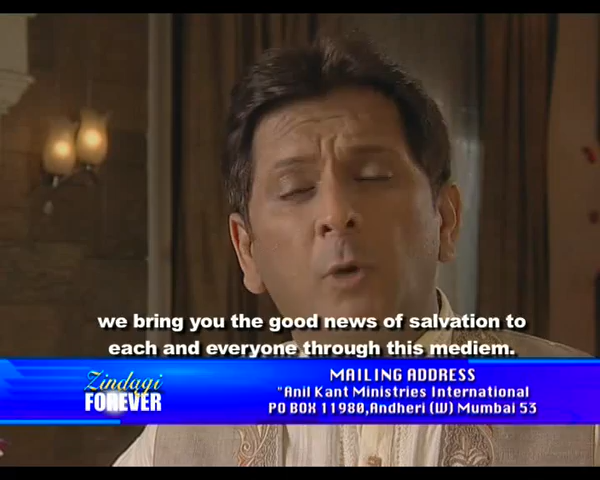 we bring you the good news of salvation to
each and everyone through this mediem.
Zindagi
FOREVER
MAILING ADDRESS
"Anil Kant Ministries International
PO BOX 11980,Andheri (W) Mumbai 53